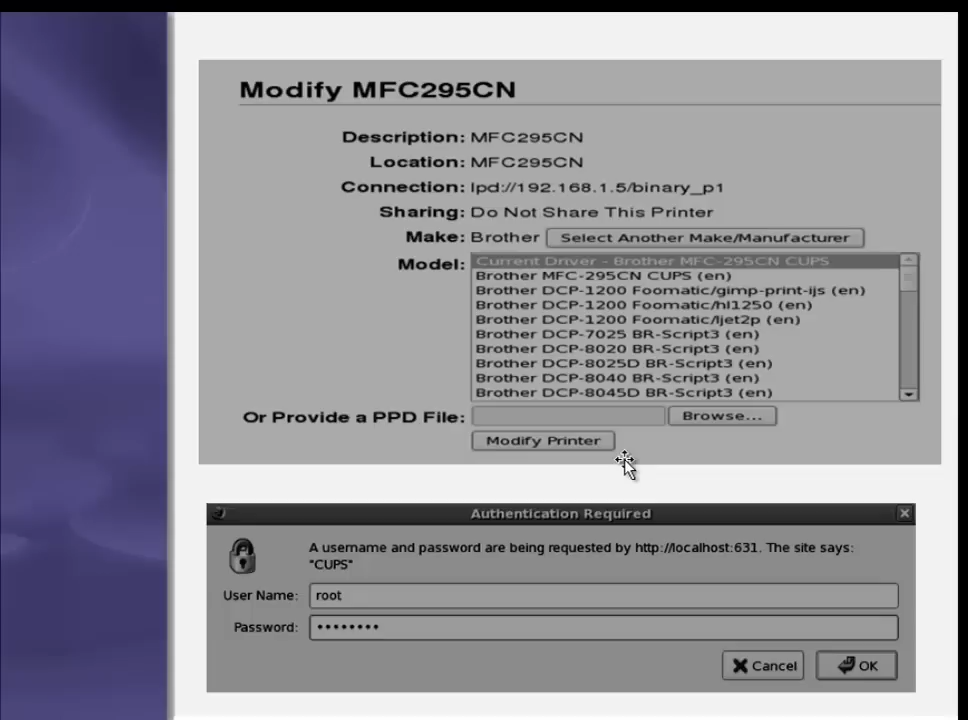 Modify MFC295CN
Description: MFC295CN
Location: MFC295CN
Connection: lpd://192.168.1.5/binary_p1
Sharing: Do Not Share This Printer
Make: Brother Select Another Make/Manufacturer
Model: Current Driver - Brother MFC-295CN CUPS
Brother MFC-295CN CUPS (en)
Brother DCP-1200 Foomatic/gimp-print-ijs (en)
Brother DCP-1200 Foomatic/hl1250 (en)
Brother DCP-1200 Foomatic/ljet2p (en)
Brother DCP-7025 BR-Script3 (en)
Brother DCP-8020 BR-Script3 (en)
Brother DCP-8025D BR-Script3 (en)
Brother DCP-8040 BR-Script3 (en)
Brother DCP-8045D BR-Script3 (en)
Or Provide a PPD File: Browse...
Modify Printer
Authentication Required
A username and password are being requested by http://localhost:631. The site says:
"CUPS"
User Name: root
Password: ••••••••
Cancel OK